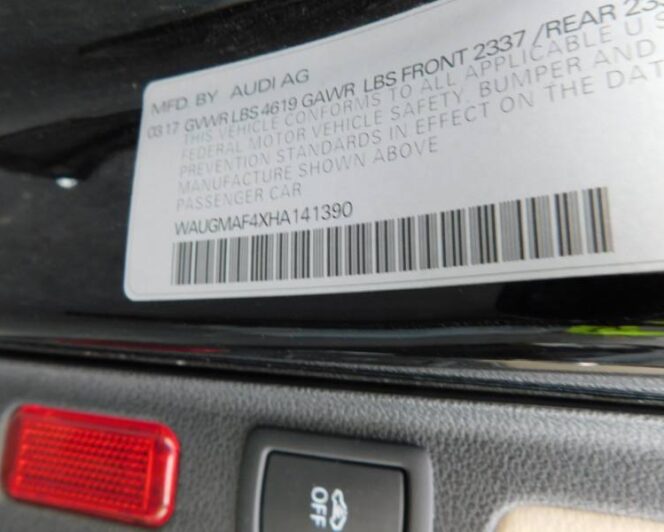 MFD. BY AUDI AG
03 17 GVWR LBS 4619 GAWR LBS FRONT 2337 /REAR
THIS VEHICLE CONFORMS TO ALL APPLICABLE U S
FEDERAL MOTOR VEHICLE SAFETY, BUMPER AND
PREVENTION STANDARDS IN EFFECT ON THE DAT
MANUFACTURE SHOWN ABOVE
PASSENGER CAR
WAUGMAF4XHA141390
OFF